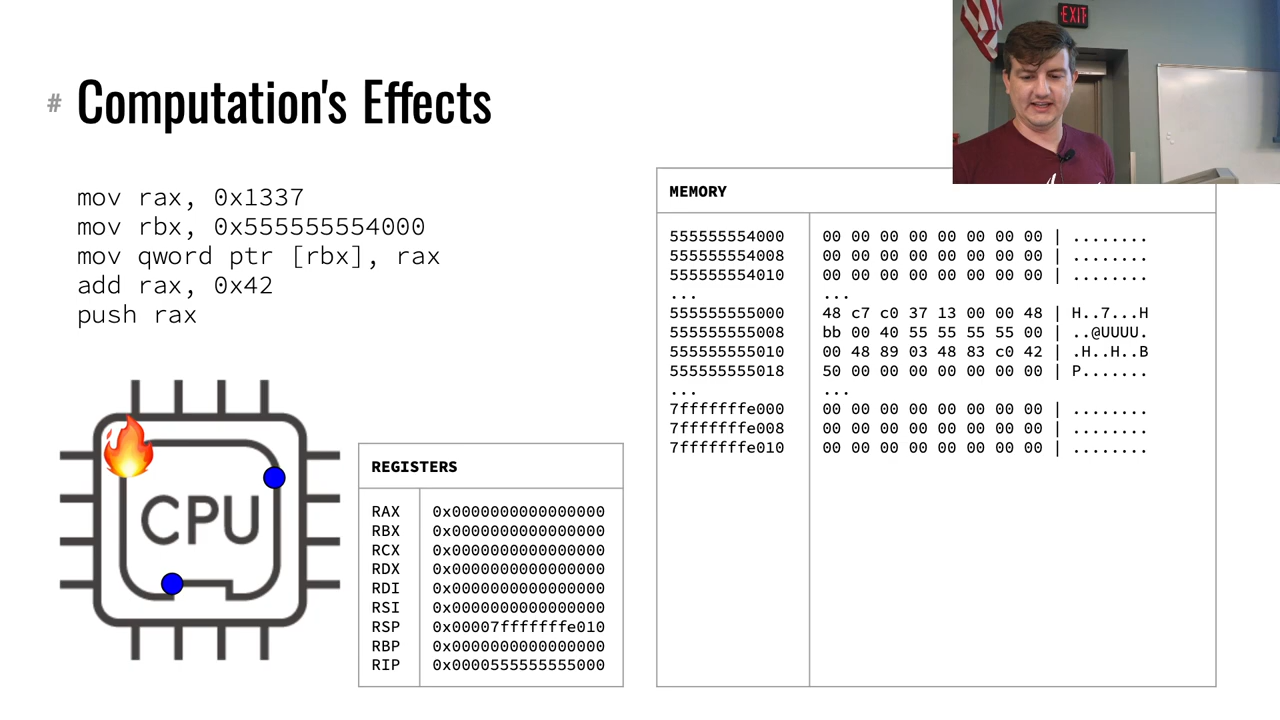 EXIT
# Computation's Effects
mov rax, 0x1337
mov rbx, 0x555555554000
mov qword ptr [rbx], rax
add rax, 0x42
push rax
CPU
REGISTERS
RAX 0x0000000000000000
RBX 0x0000000000000000
RCX 0x0000000000000000
RDX 0x0000000000000000
RDI 0x0000000000000000
RSI 0x0000000000000000
RSP 0x00007fffffffe010
RBP 0x0000000000000000
RIP 0x0000555555555000
MEMORY
555555554000 00 00 00 00 00 00 00 00 | ........
555555554008 00 00 00 00 00 00 00 00 | ........
555555554010 00 00 00 00 00 00 00 00 | ........
... ...
555555555000 48 c7 c0 37 13 00 00 48 | H..7...H
555555555008 bb 00 40 55 55 55 55 00 | ..@UUUU.
555555555010 00 48 89 03 48 83 c0 42 | .H..H..B
555555555018 50 00 00 00 00 00 00 00 | P.......
... ...
7fffffffe000 00 00 00 00 00 00 00 00 | ........
7fffffffe008 00 00 00 00 00 00 00 00 | ........
7fffffffe010 00 00 00 00 00 00 00 00 | ........